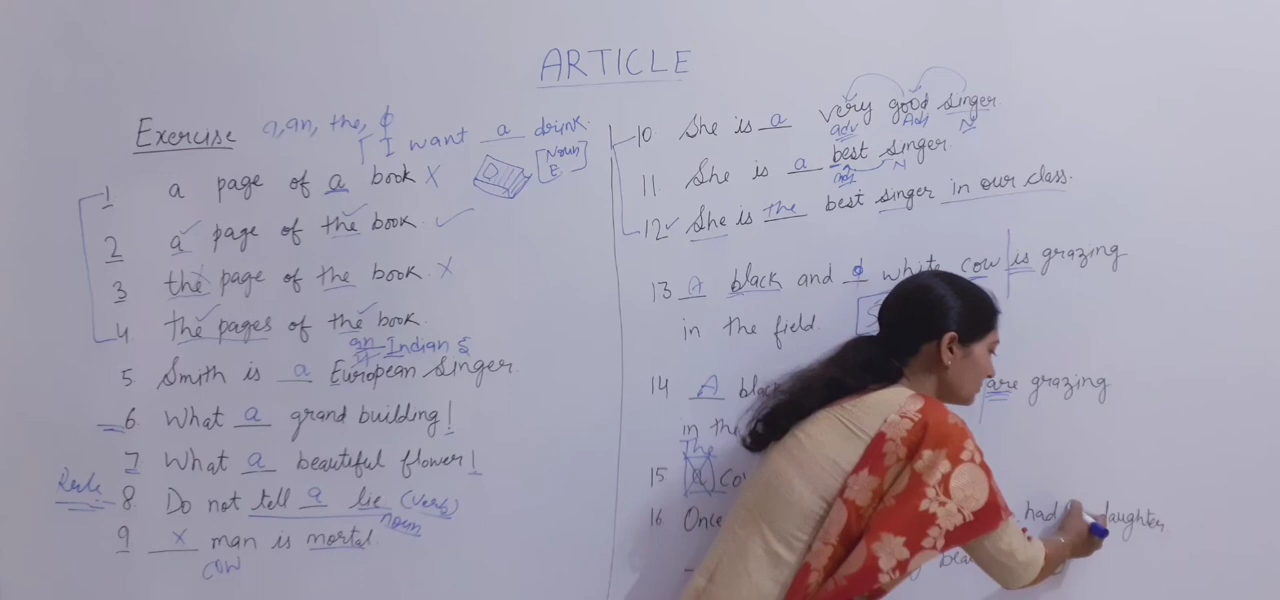 ARTICLE
Exercise a, an, the, ϕ
I want a drink.
[Noun
E]
1 a page of a book X
2 a page of the book. ✓
3 the page of the book X
4 the pages of the book.
an Indian S
5. Smith is a European Singer.
6. What a grand building!
7 What a beautiful flower!
Rule 8. Do not tell a lie (verb)
noun
9 x man is mortal.
cow
10 She is a very good singer.
adv Adj N
11. She is a best singer.
adj N
12 ✓ She is the best singer in our class.
13 A black and ϕ white cow is grazing
in the field.
14 A black are grazing
in the
The
15 a
16. Once had daughter